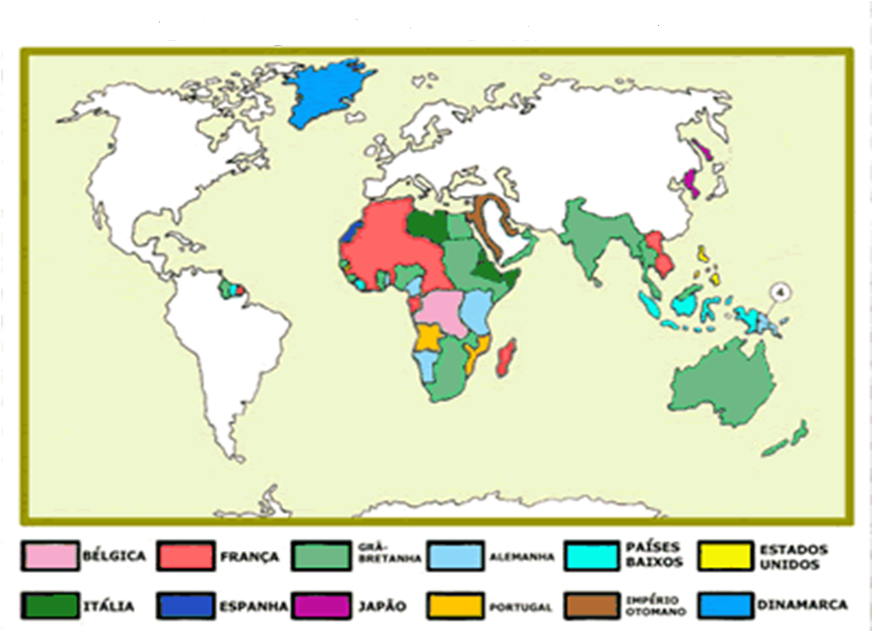 4
BÉLGICA
FRANÇA
GRÃ-
BRETANHA
ALEMANHA
PAÍSES
BAIXOS
ESTADOS
UNIDOS
ITÁLIA
ESPANHA
JAPÃO
PORTUGAL
IMPÉRIO
OTOMANO
DINAMARCA